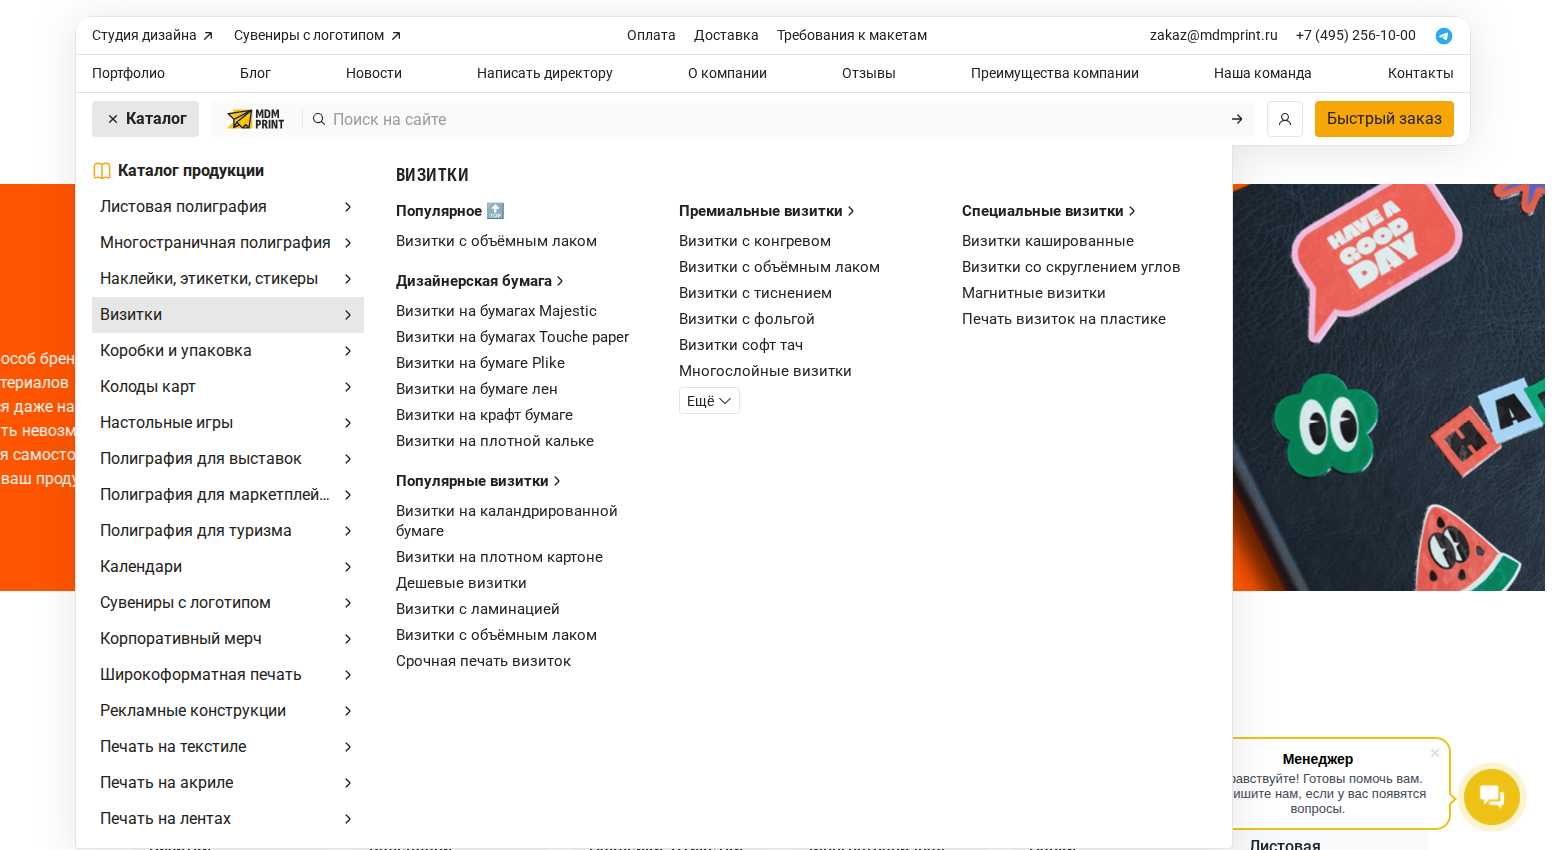 Студия дизайна
Сувениры с логотипом
Оплата
Доставка
Требования к макетам
zakaz@mdmprint.ru
+7 (495) 256-10-00
Портфолио
Блог
Новости
Написать директору
О компании
Отзывы
Преимущества компании
Наша команда
Контакты
Каталог
MDM
PRINT
Поиск на сайте
Быстрый заказ
Каталог продукции
Листовая полиграфия
Многостраничная полиграфия
Наклейки, этикетки, стикеры
Визитки
Коробки и упаковка
Колоды карт
Настольные игры
Полиграфия для выставок
Полиграфия для маркетплей...
Полиграфия для туризма
Календари
Сувениры с логотипом
Корпоративный мерч
Широкоформатная печать
Рекламные конструкции
Печать на текстиле
Печать на акриле
Печать на лентах
ВИЗИТКИ
Популярное 🔝
Визитки с объёмным лаком
Дизайнерская бумага
Визитки на бумагах Majestic
Визитки на бумагах Touche paper
Визитки на бумаге Plike
Визитки на бумаге лен
Визитки на крафт бумаге
Визитки на плотной кальке
Популярные визитки
Визитки на каландрированной
бумаге
Визитки на плотном картоне
Дешевые визитки
Визитки с ламинацией
Визитки с объёмным лаком
Срочная печать визиток
Премиальные визитки
Визитки с конгревом
Визитки с объёмным лаком
Визитки с тиснением
Визитки с фольгой
Визитки софт тач
Многослойные визитки
Ещё
Специальные визитки
Визитки кашированные
Визитки со скруглением углов
Магнитные визитки
Печать визиток на пластике
особ брен
териалов
я даже на
ть невозм
я самосто
ваш проду
HAVE A
GOOD
DAY
HA
Менеджер
равствуйте! Готовы помочь вам.
ишите нам, если у вас появятся
вопросы.
Листовая